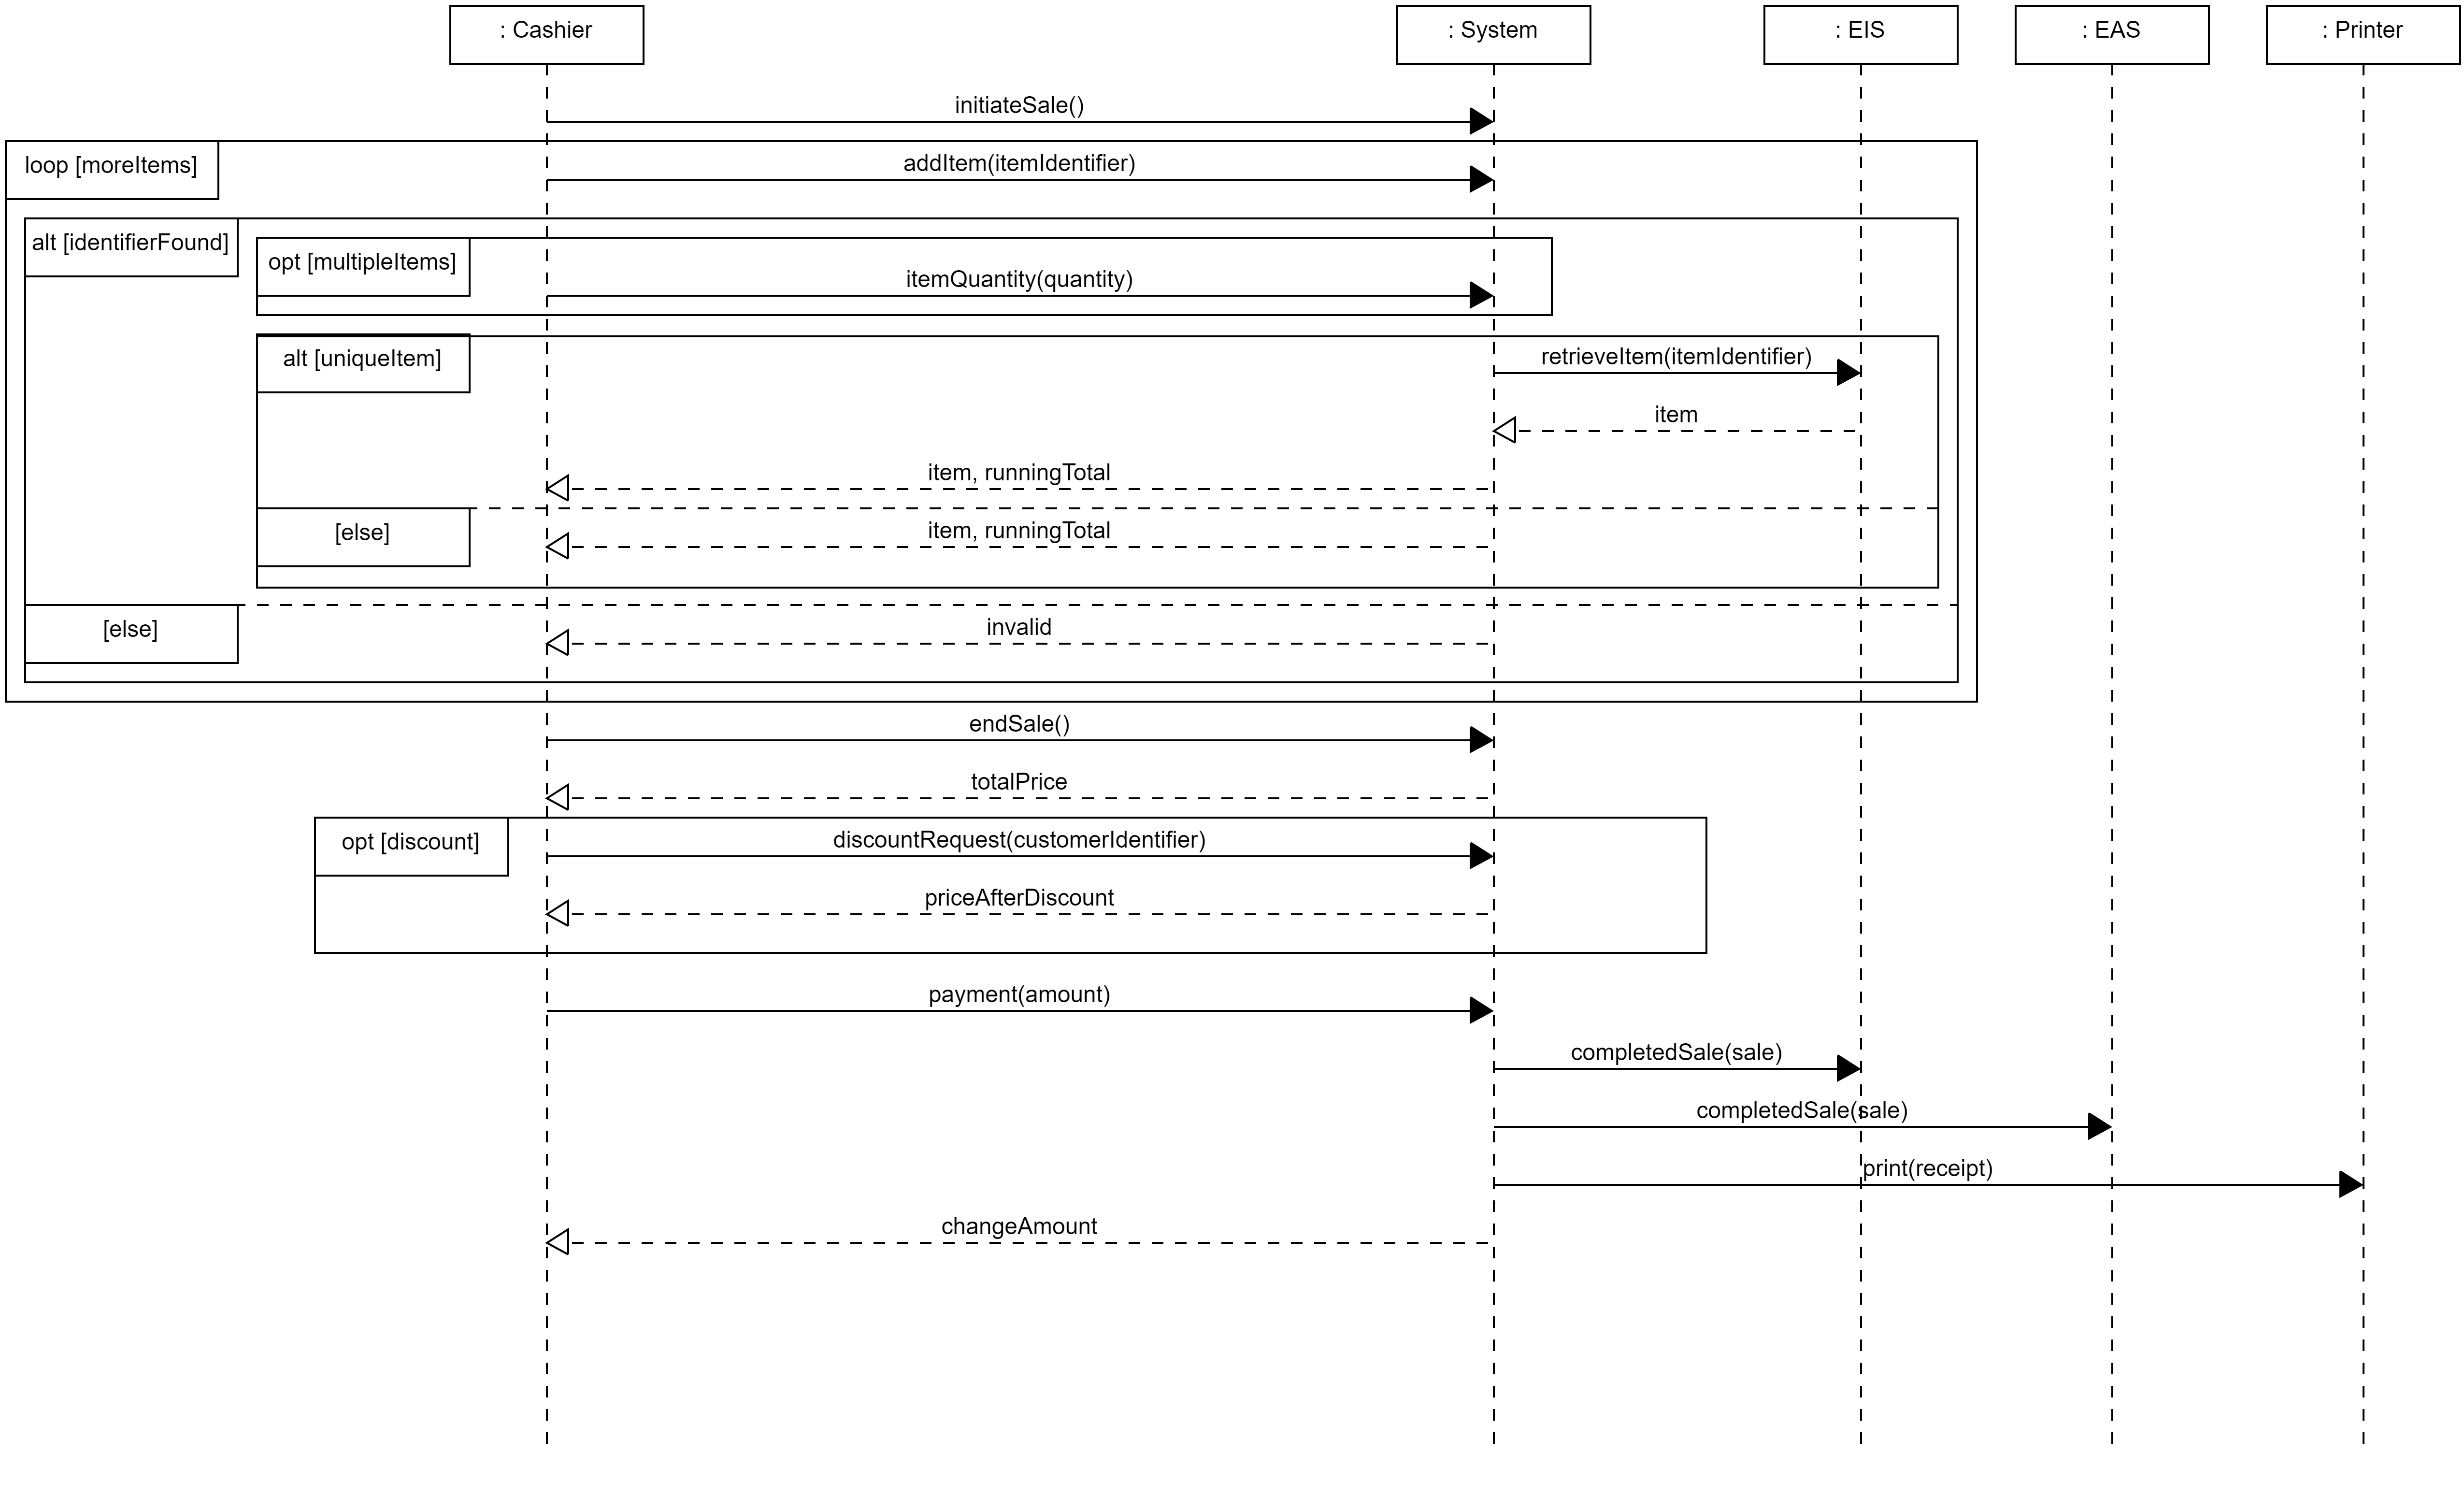 : Cashier
: System
: EIS
: EAS
: Printer
initiateSale()
loop [moreItems]
addItem(itemIdentifier)
alt [identifierFound]
opt [multipleItems]
itemQuantity(quantity)
alt [uniqueItem]
retrieveItem(itemIdentifier)
item
item, runningTotal
[else]
item, runningTotal
[else]
invalid
endSale()
totalPrice
opt [discount]
discountRequest(customerIdentifier)
priceAfterDiscount
payment(amount)
completedSale(sale)
completedSale(sale)
print(receipt)
changeAmount